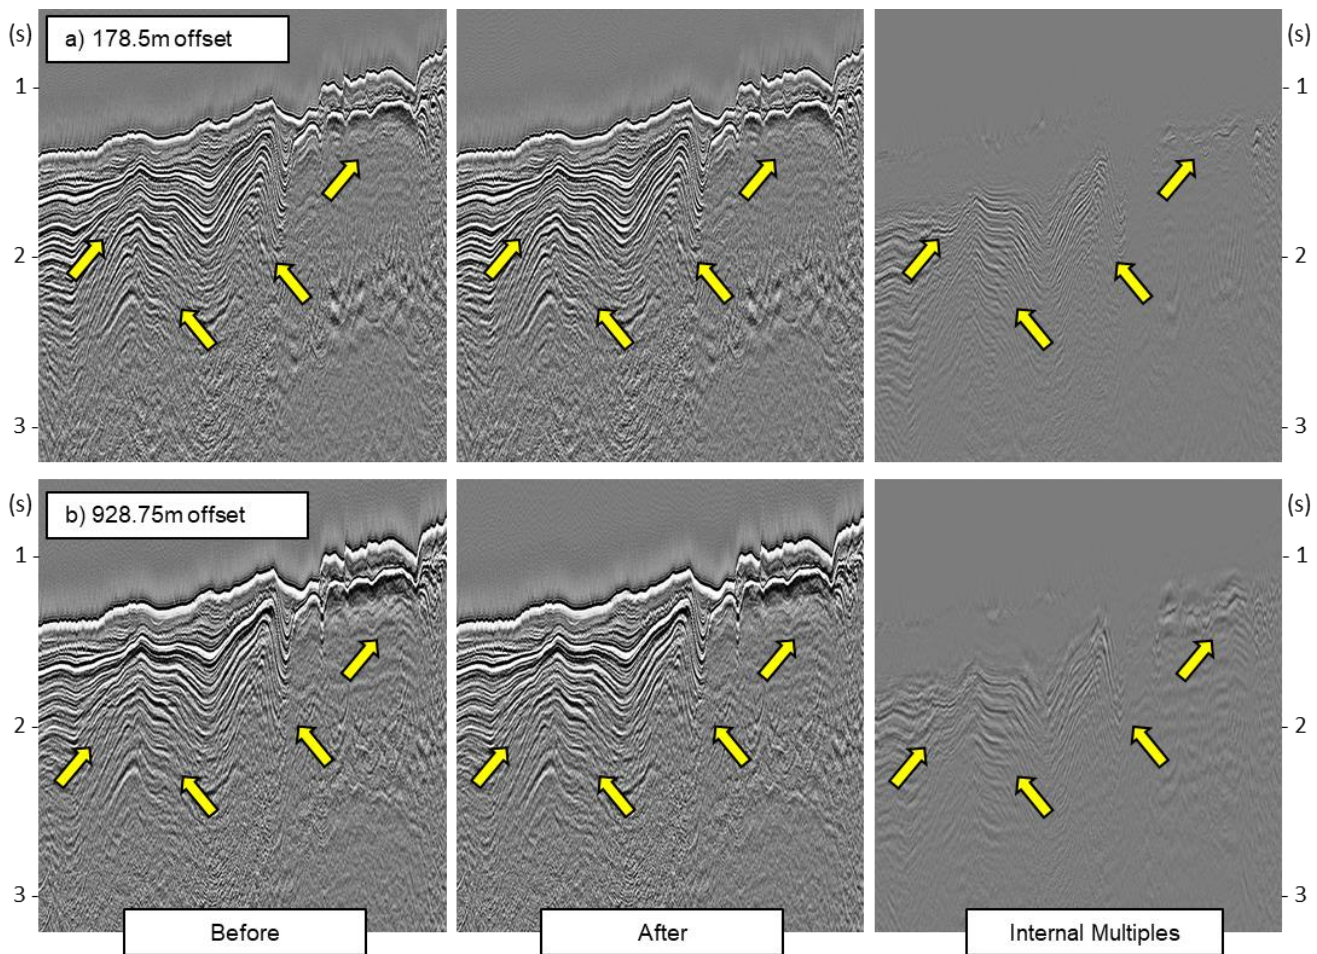 (s)
a) 178.5m offset
(s)
1
1
2
2
3
3
(s)
b) 928.75m offset
(s)
1
1
2
2
3
3
Before
After
Internal Multiples